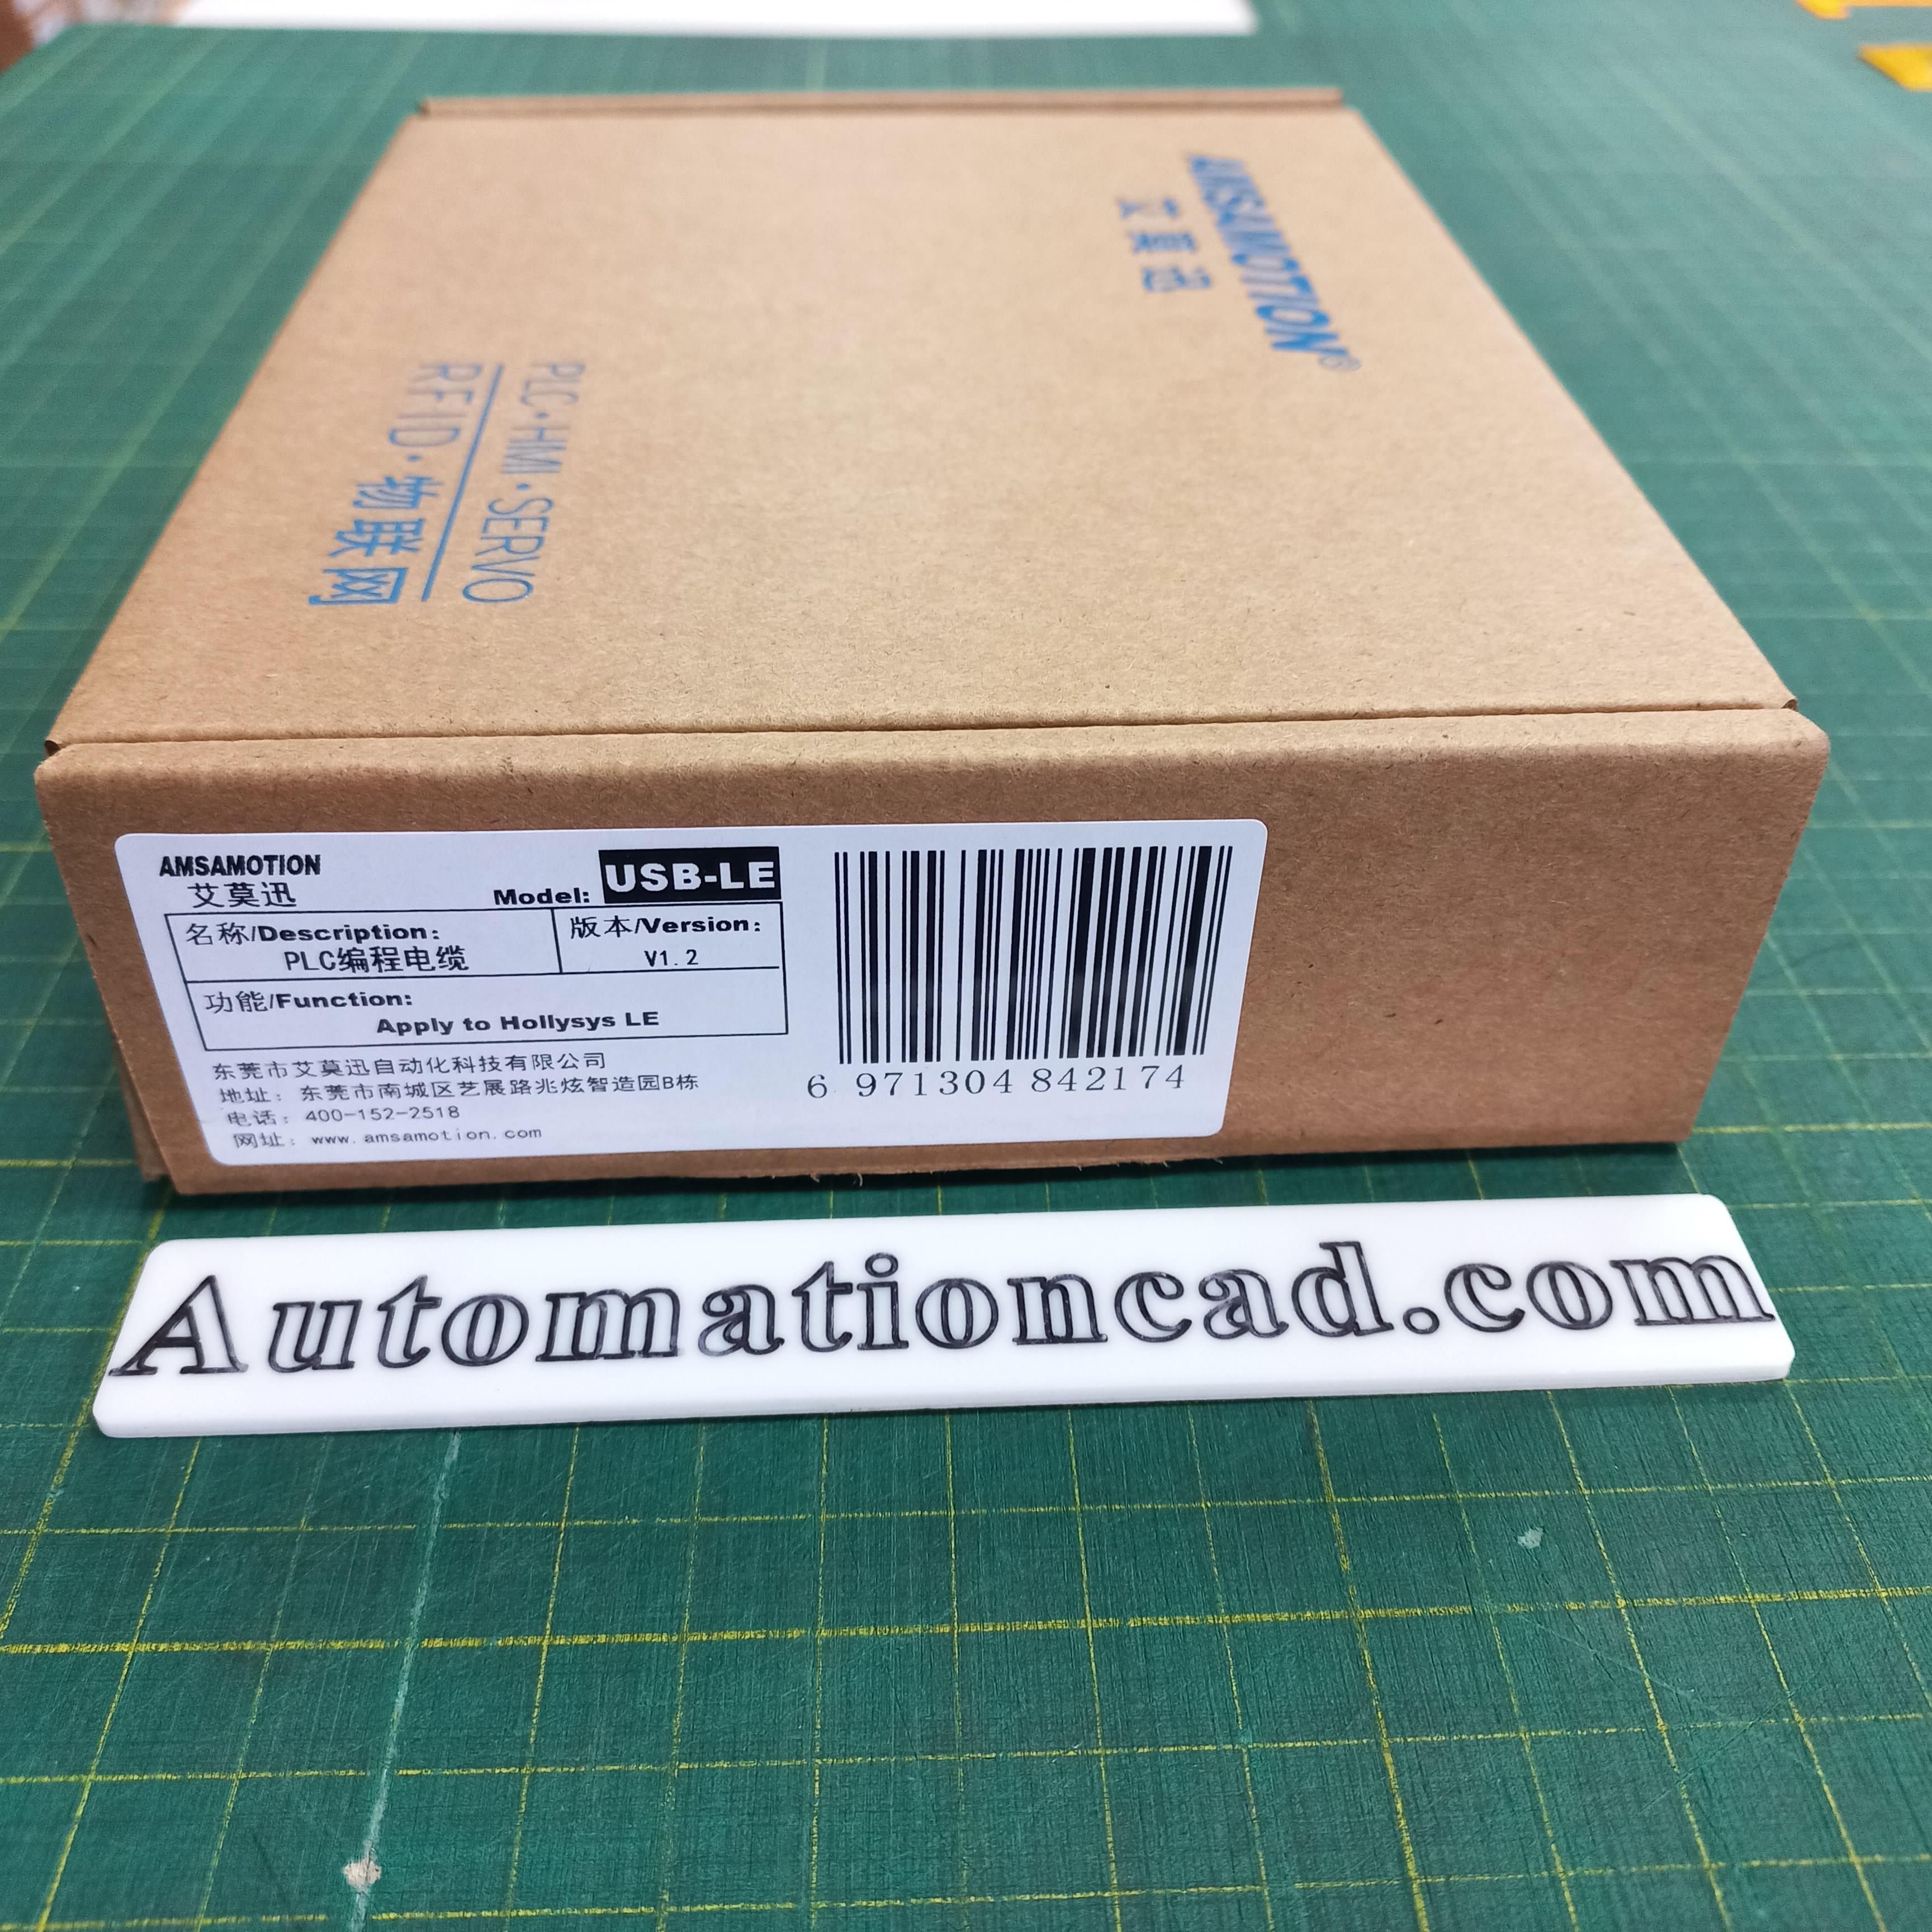 AMSAMOTION®
艾莫迅
PLC·HMI·SERVO
RFID·物联网
AMSAMOTION
艾莫迅
Model: USB-LE
名称/Description:
PLC编程电缆
版本/Version:
V1.2
功能/Function:
Apply to Hollysys LE
东莞市艾莫迅自动化科技有限公司
地址: 东莞市南城区艺展路兆炫智造园B栋
电话: 400-152-2518
网址: www.amsamotion.com
6 971304 842174
Automationcad.com